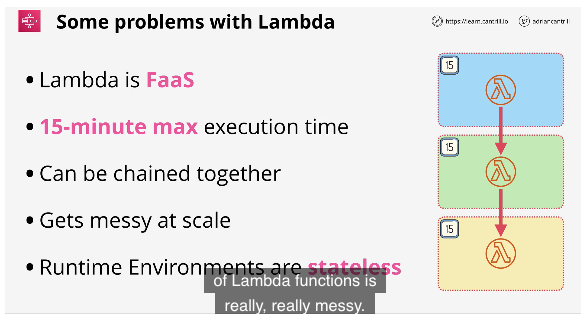 Some problems with Lambda
https://learn.cantrill.io
adriancantrill
• Lambda is FaaS
• 15-minute max execution time
• Can be chained together
• Gets messy at scale
• Runtime Environments are stateless
15
15
15
of Lambda functions is
really, really messy.